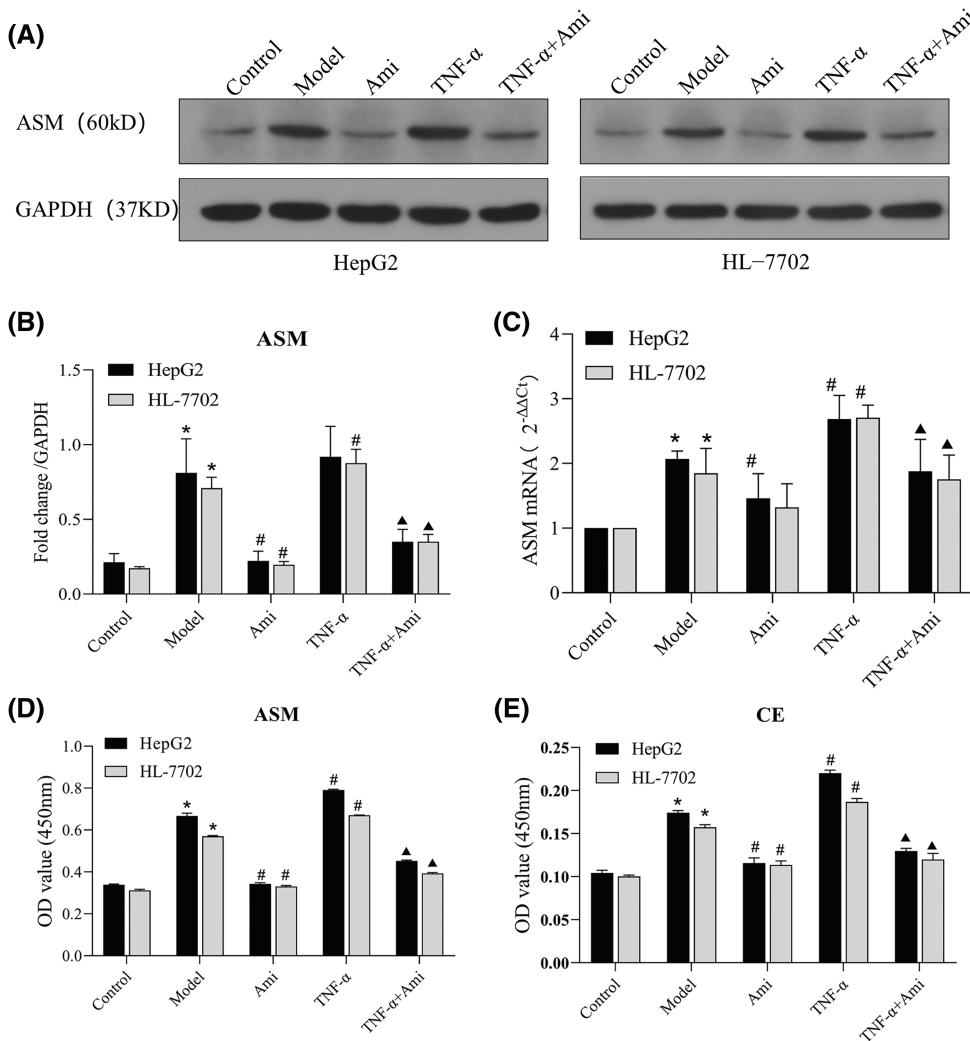 (A)
Control Model Ami TNF-α TNF-α+Ami Control Model Ami TNF-α TNF-α+Ami
ASM (60kD)
GAPDH (37KD)
HepG2 HL−7702
(B)
ASM
HepG2
HL-7702
Fold change /GAPDH
1.5
1.0
0.5
0.0
* * # # # ▲ ▲
Control Model Ami TNF-α TNF-α+Ami
(C)
HepG2
HL-7702
ASM mRNA ( 2-ΔΔCt)
4
3
2
1
0
* * # # # ▲ ▲
Control Model Ami TNF-α TNF-α+Ami
(D)
ASM
HepG2
HL-7702
OD value (450nm)
1.0
0.8
0.6
0.4
0.2
0.0
* * # # # # ▲ ▲
Control Model Ami TNF-α TNF-α+Ami
(E)
CE
HepG2
HL-7702
OD value (450nm)
0.25
0.20
0.15
0.10
0.05
0.00
* * # # # # ▲ ▲
Control Model Ami TNF-α TNF-α+Ami